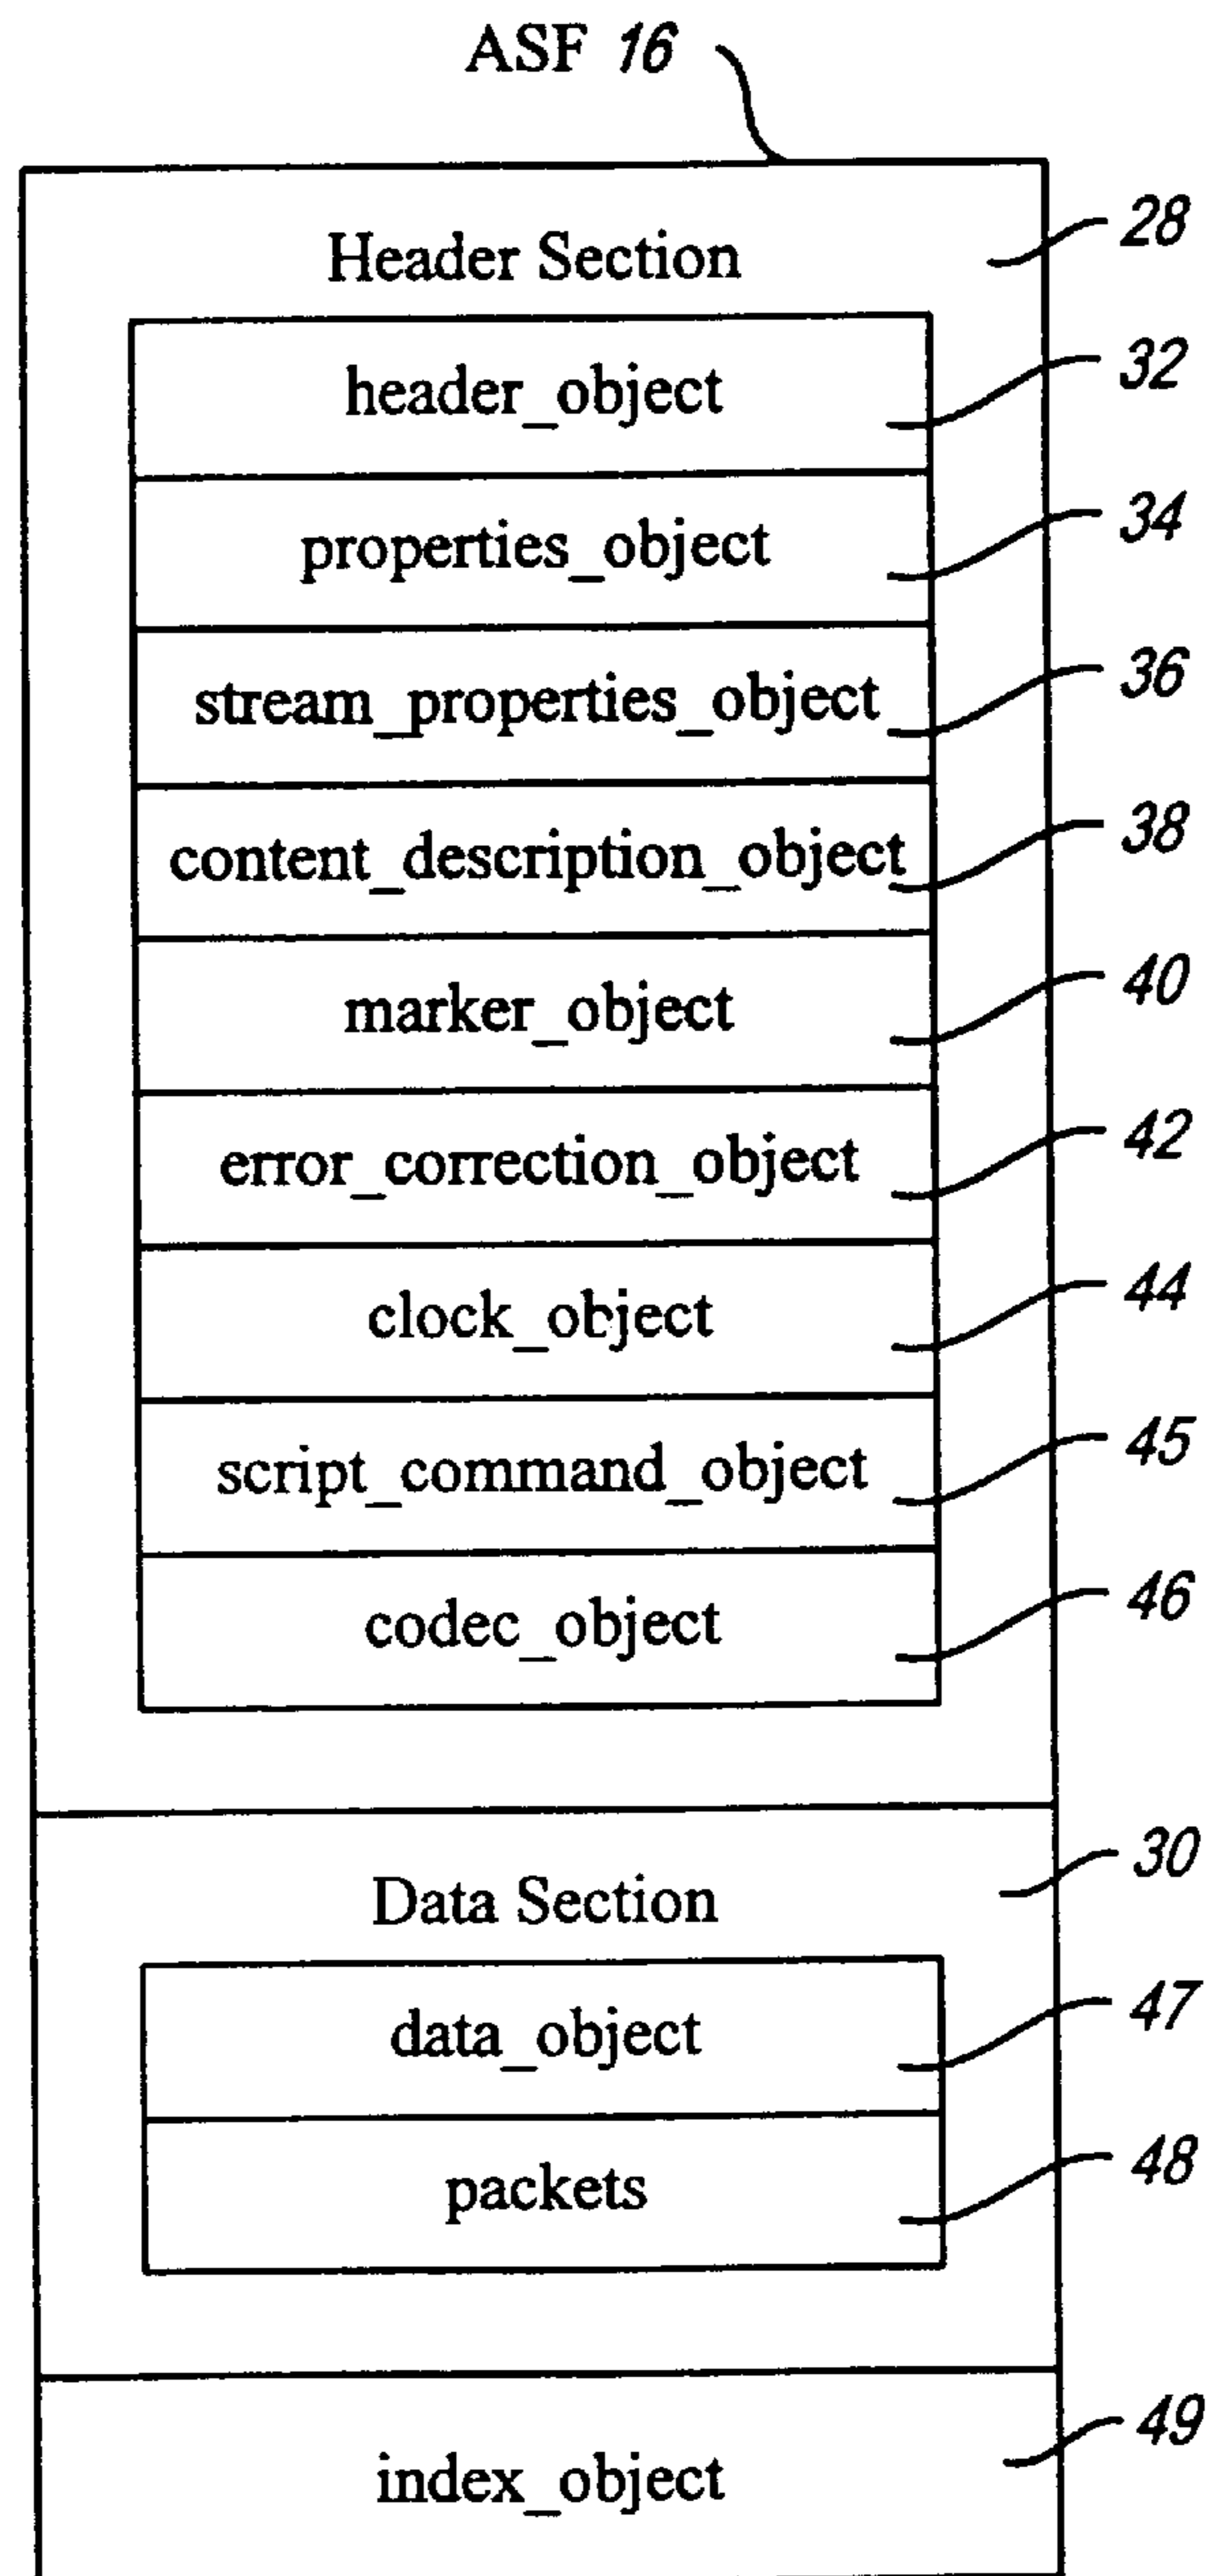 ASF 16
Header Section 28
header_object 32
properties_object 34
stream_properties_object 36
content_description_object 38
marker_object 40
error_correction_object 42
clock_object 44
script_command_object 45
codec_object 46
Data Section 30
data_object 47
packets 48
index_object 49